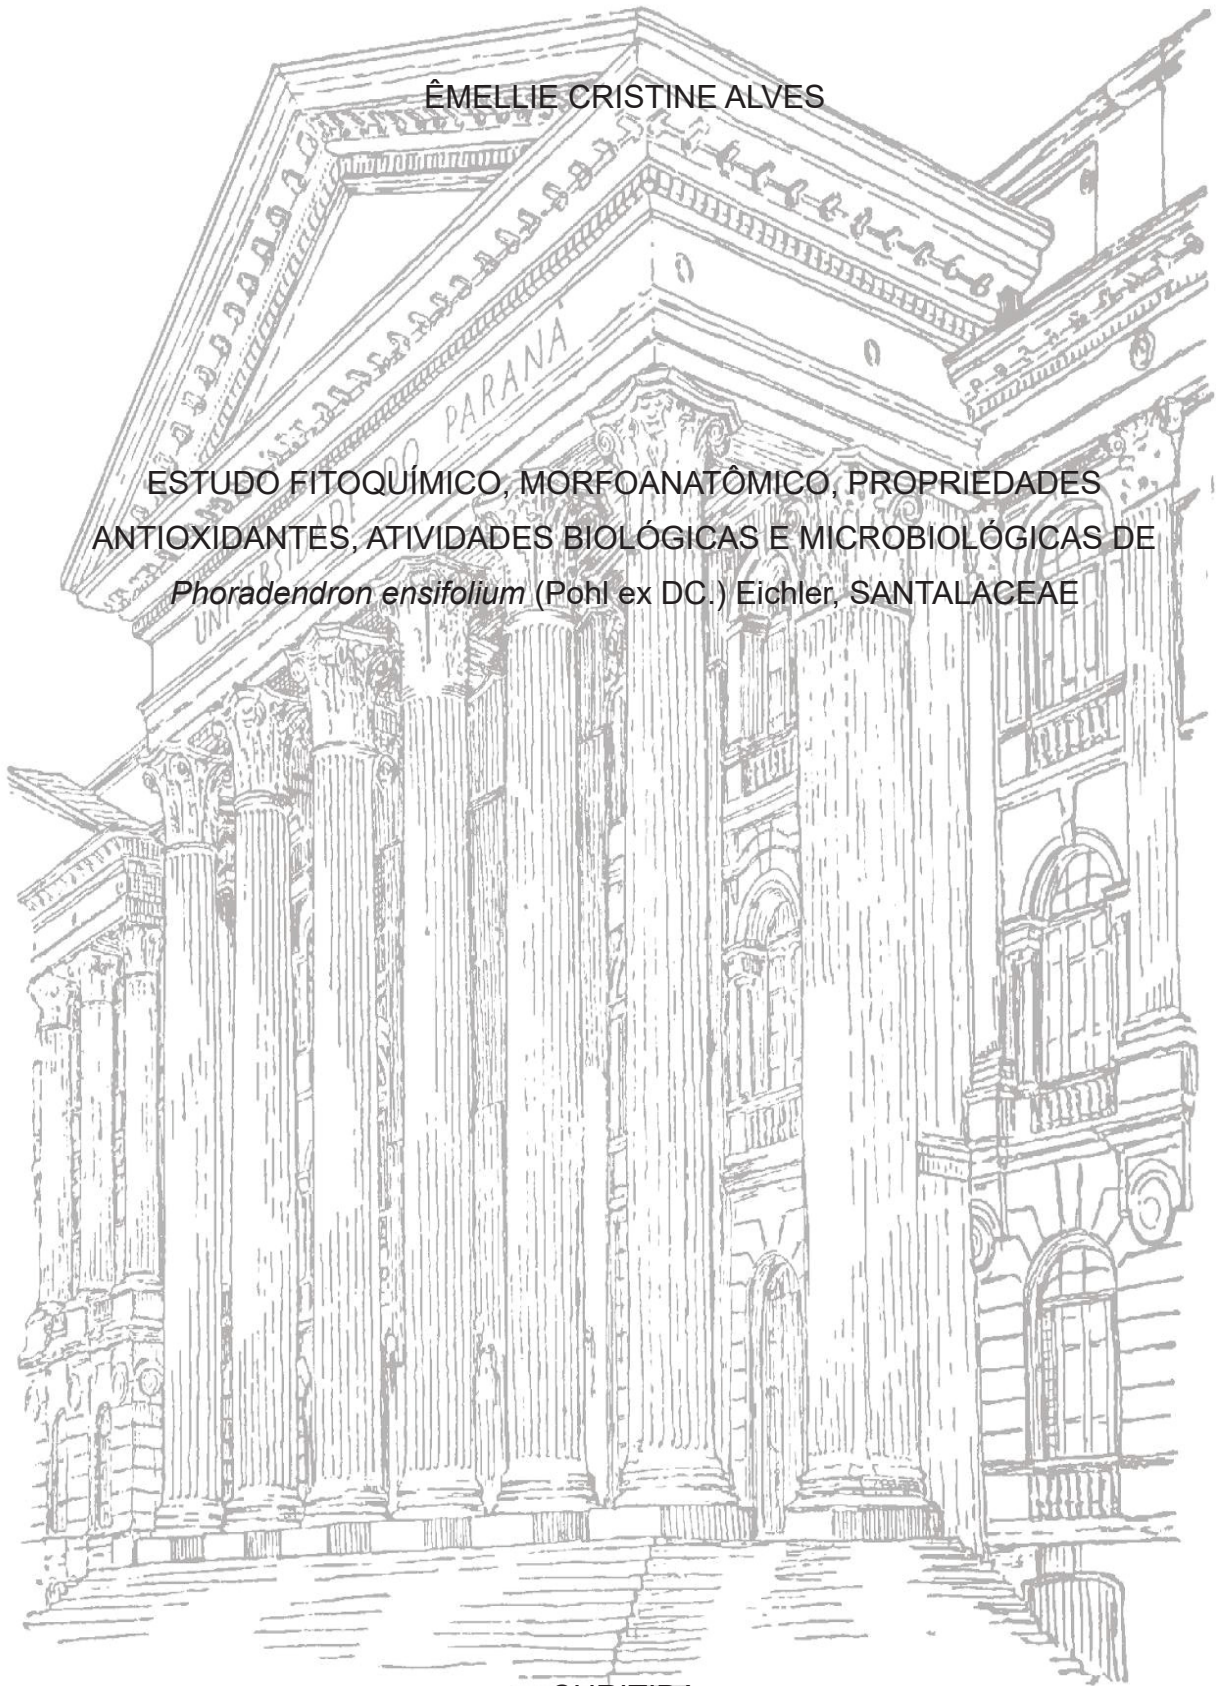 ÊMELLIE CRISTINE ALVES
UNIVERSIDADE DO PARANÁ
ESTUDO FITOQUÍMICO, MORFOANATÔMICO, PROPRIEDADES
ANTIOXIDANTES, ATIVIDADES BIOLÓGICAS E MICROBIOLÓGICAS DE
Phoradendron ensifolium (Pohl ex DC.) Eichler, SANTALACEAE